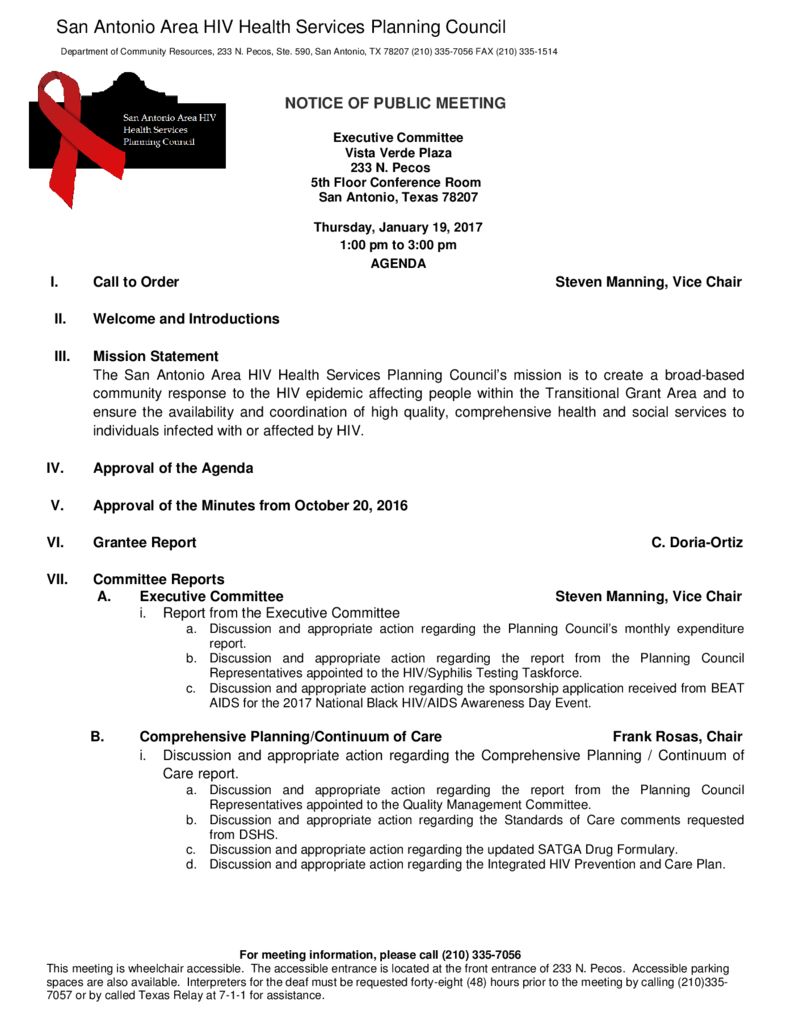 San Antonio Area HIV Health Services Planning Council
Department of Community Resources, 233 N. Pecos, Ste. 590, San Antonio, TX 78207 (210) 335-7056 FAX (210) 335-1514
San Antonio Area HIV
Health Services
Planning Council
NOTICE OF PUBLIC MEETING
Executive Committee
Vista Verde Plaza
233 N. Pecos
5th Floor Conference Room
San Antonio, Texas 78207
Thursday, January 19, 2017
1:00 pm to 3:00 pm
AGENDA
I. Call to Order Steven Manning, Vice Chair
II. Welcome and Introductions
III. Mission Statement
The San Antonio Area HIV Health Services Planning Council's mission is to create a broad-based
community response to the HIV epidemic affecting people within the Transitional Grant Area and to
ensure the availability and coordination of high quality, comprehensive health and social services to
individuals infected with or affected by HIV.
IV. Approval of the Agenda
V. Approval of the Minutes from October 20, 2016
VI. Grantee Report C. Doria-Ortiz
VII. Committee Reports
A. Executive Committee Steven Manning, Vice Chair
i. Report from the Executive Committee
a. Discussion and appropriate action regarding the Planning Council's monthly expenditure
report.
b. Discussion and appropriate action regarding the report from the Planning Council
Representatives appointed to the HIV/Syphilis Testing Taskforce.
c. Discussion and appropriate action regarding the sponsorship application received from BEAT
AIDS for the 2017 National Black HIV/AIDS Awareness Day Event.
B. Comprehensive Planning/Continuum of Care Frank Rosas, Chair
i. Discussion and appropriate action regarding the Comprehensive Planning / Continuum of
Care report.
a. Discussion and appropriate action regarding the report from the Planning Council
Representatives appointed to the Quality Management Committee.
b. Discussion and appropriate action regarding the Standards of Care comments requested
from DSHS.
c. Discussion and appropriate action regarding the updated SATGA Drug Formulary.
d. Discussion and appropriate action regarding the Integrated HIV Prevention and Care Plan.
For meeting information, please call (210) 335-7056
This meeting is wheelchair accessible. The accessible entrance is located at the front entrance of 233 N. Pecos. Accessible parking
spaces are also available. Interpreters for the deaf must be requested forty-eight (48) hours prior to the meeting by calling (210)335-
7057 or by called Texas Relay at 7-1-1 for assistance.